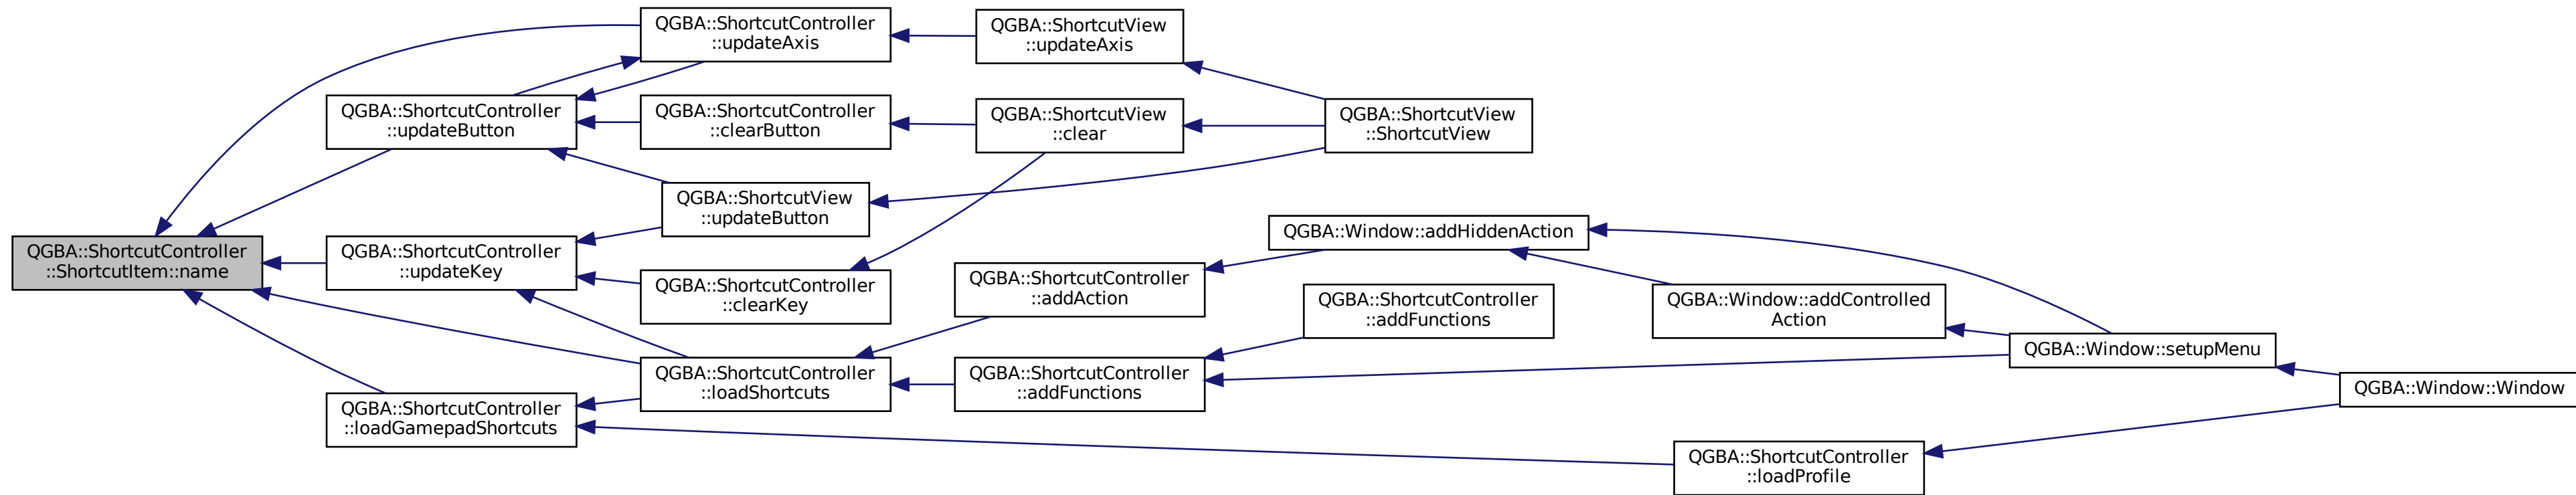 QGBA::ShortcutController
::ShortcutItem::name
QGBA::ShortcutController
::updateAxis
QGBA::ShortcutView
::updateAxis
QGBA::ShortcutController
::updateButton
QGBA::ShortcutController
::clearButton
QGBA::ShortcutView
::clear
QGBA::ShortcutView
::ShortcutView
QGBA::ShortcutView
::updateButton
QGBA::ShortcutController
::updateKey
QGBA::ShortcutController
::clearKey
QGBA::ShortcutController
::addAction
QGBA::Window::addHiddenAction
QGBA::ShortcutController
::addFunctions
QGBA::Window::addControlled
Action
QGBA::Window::setupMenu
QGBA::ShortcutController
::loadShortcuts
QGBA::ShortcutController
::addFunctions
QGBA::Window::Window
QGBA::ShortcutController
::loadGamepadShortcuts
QGBA::ShortcutController
::loadProfile